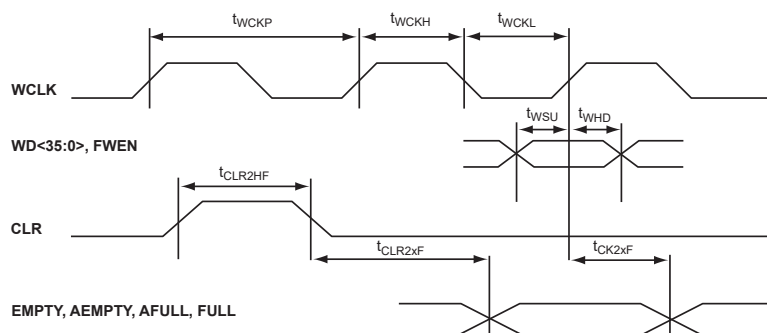 tWCKP tWCKH tWCKL
WCLK
tWSU tWHD
WD<35:0>, FWEN
tCLR2HF
CLR
tCLR2xF tCK2xF
EMPTY, AEMPTY, AFULL, FULL